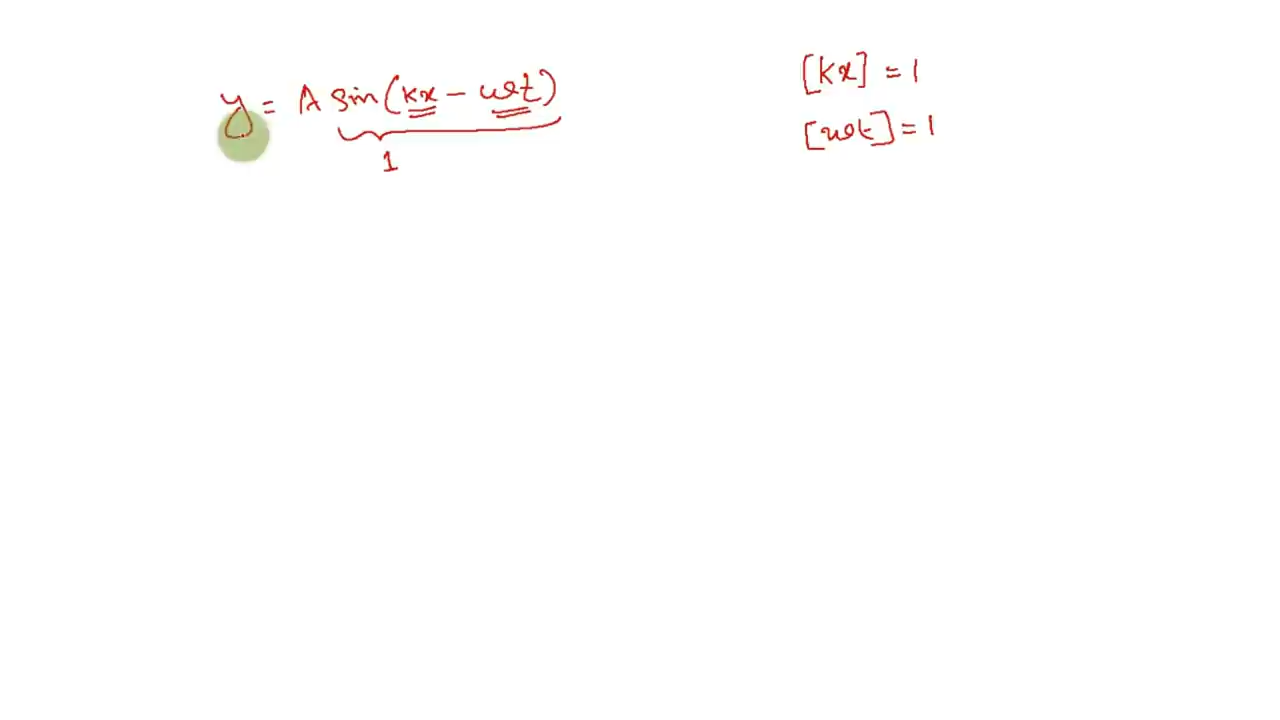 y = A sin(kx − ωt)
1
[kx] = 1
[ωt] = 1